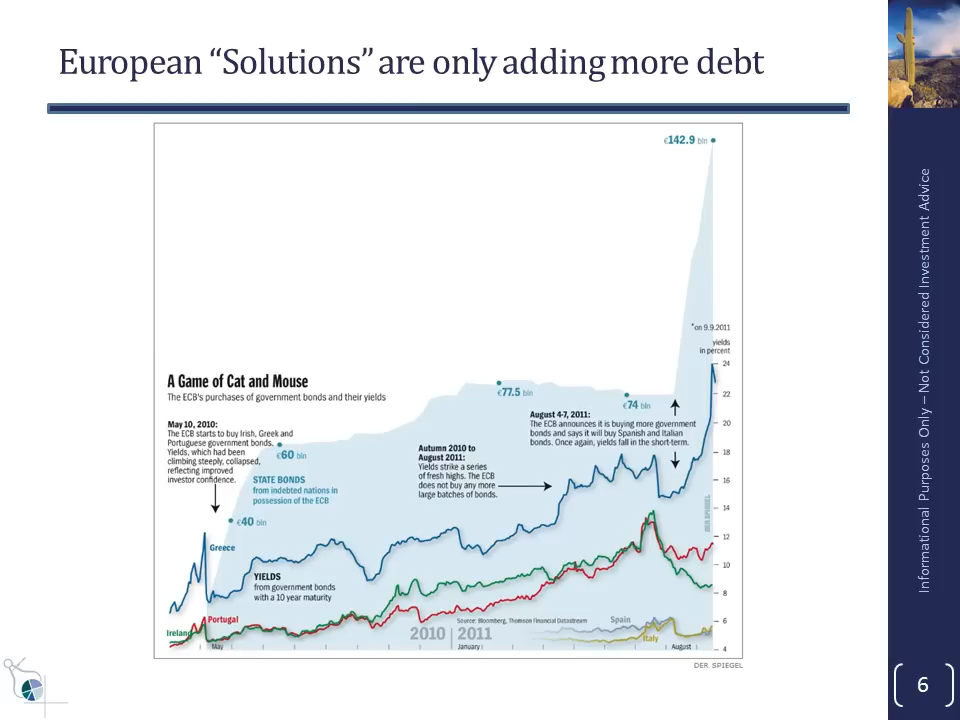 European “Solutions” are only adding more debt
€142.9 bln
*on 9.9.2011
yields
in percent
24
22
20
18
16
14
12
10
8
6
4
A Game of Cat and Mouse
The ECB's purchases of government bonds and their yields
€77.5 bln
€74 bln
May 10, 2010:
The ECB starts to buy Irish, Greek and
Portuguese government bonds.
Yields, which had been
climbing steeply, collapsed,
reflecting improved
investor confidence.
€60 bln
STATE BONDS
from indebted nations in
possession of the ECB
€40 bln
Autumn 2010 to
August 2011:
Yields strike a series
of fresh highs. The ECB
does not buy any more
large batches of bonds.
August 4-7, 2011:
The ECB announces it is buying more government
bonds and says it will buy Spanish and Italian
bonds. Once again, yields fall in the short-term.
DER SPIEGEL
Greece
YIELDS
from government bonds
with a 10 year maturity
Portugal
Ireland
Source: Bloomberg, Thomson Financial Datastream
Spain
Italy
2010 | 2011
May
January
August
DER SPIEGEL
Informational Purposes Only – Not Considered Investment Advice
6